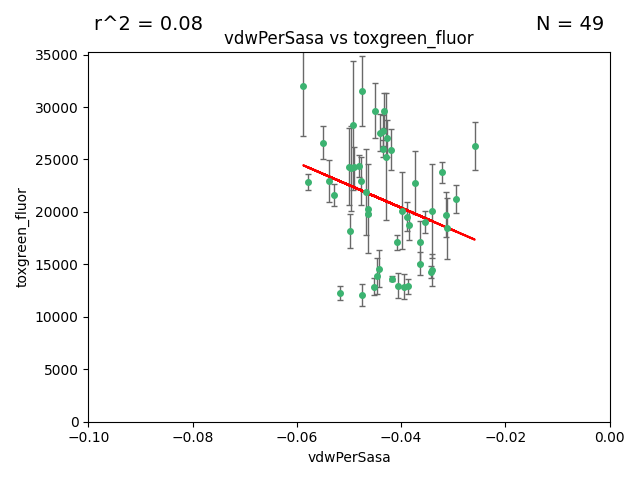 r^2 = 0.08
N = 49
vdwPerSasa vs toxgreen_fluor
35000
30000
25000
20000
15000
10000
5000
0
toxgreen_fluor
−0.10
−0.08
−0.06
−0.04
−0.02
0.00
vdwPerSasa